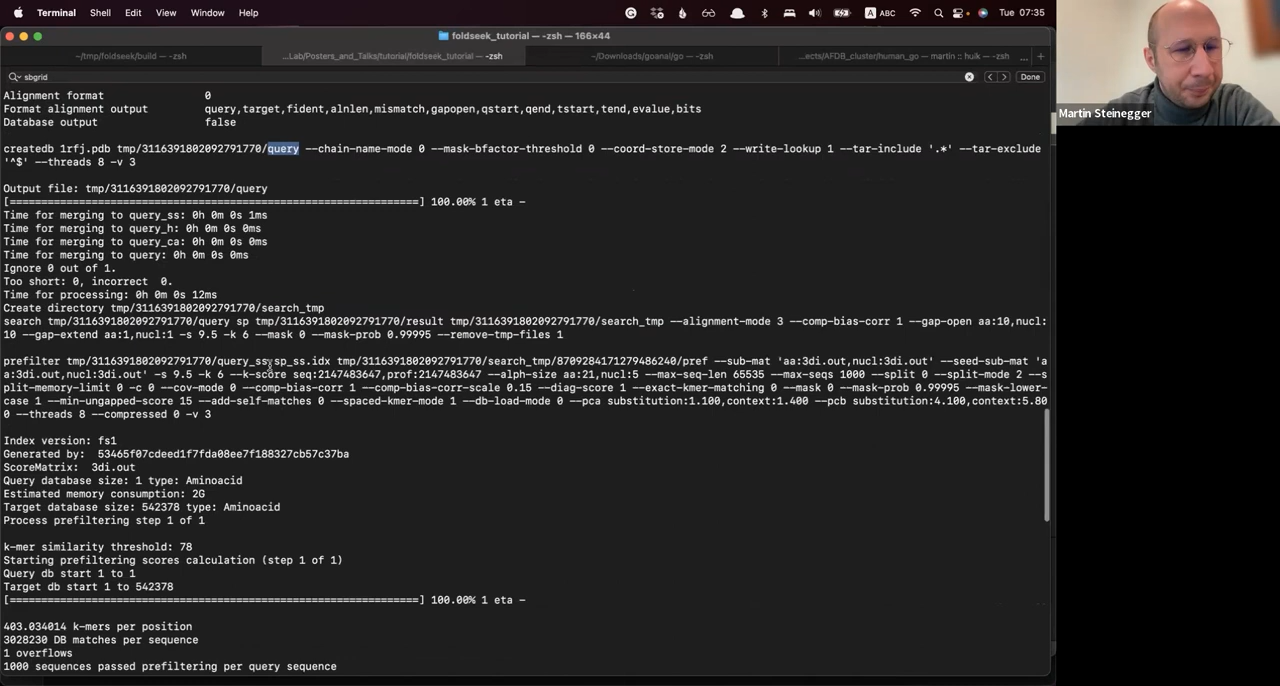 Terminal Shell Edit View Window Help A ABC Tue 07:35
foldseek_tutorial — -zsh — 166×44
~/tmp/foldseek/build — -zsh ...Lab/Posters_and_Talks/tutorial/foldseek_tutorial — -zsh ~/Downloads/goanal/go — -zsh ...ects/AFDB_cluster/human_go — martin :: huik — -zsh ... +
sbgrid Done
Alignment format 0
Format alignment output query,target,fident,alnlen,mismatch,gapopen,qstart,qend,tstart,tend,evalue,bits
Database output false
createdb 1rfj.pdb tmp/3116391802092791770/query --chain-name-mode 0 --mask-bfactor-threshold 0 --coord-store-mode 2 --write-lookup 1 --tar-include '.*' --tar-exclude
'^$' --threads 8 -v 3
Output file: tmp/3116391802092791770/query
[=================================================================] 100.00% 1 eta -
Time for merging to query_ss: 0h 0m 0s 1ms
Time for merging to query_h: 0h 0m 0s 0ms
Time for merging to query_ca: 0h 0m 0s 0ms
Time for merging to query: 0h 0m 0s 0ms
Ignore 0 out of 1.
Too short: 0, incorrect  0.
Time for processing: 0h 0m 0s 12ms
Create directory tmp/3116391802092791770/search_tmp
search tmp/3116391802092791770/query sp tmp/3116391802092791770/result tmp/3116391802092791770/search_tmp --alignment-mode 3 --comp-bias-corr 1 --gap-open aa:10,nucl:
10 --gap-extend aa:1,nucl:1 -s 9.5 -k 6 --mask 0 --mask-prob 0.99995 --remove-tmp-files 1
prefilter tmp/3116391802092791770/query_ss sp_ss.idx tmp/3116391802092791770/search_tmp/8709284171279486240/pref --sub-mat 'aa:3di.out,nucl:3di.out' --seed-sub-mat 'a
a:3di.out,nucl:3di.out' -s 9.5 -k 6 --k-score seq:2147483647,prof:2147483647 --alph-size aa:21,nucl:5 --max-seq-len 65535 --max-seqs 1000 --split 0 --split-mode 2 --s
plit-memory-limit 0 -c 0 --cov-mode 0 --comp-bias-corr 1 --comp-bias-corr-scale 0.15 --diag-score 1 --exact-kmer-matching 0 --mask 0 --mask-prob 0.99995 --mask-lower-
case 1 --min-ungapped-score 15 --add-self-matches 0 --spaced-kmer-mode 1 --db-load-mode 0 --pca substitution:1.100,context:1.400 --pcb substitution:4.100,context:5.80
0 --threads 8 --compressed 0 -v 3
Index version: fs1
Generated by:  53465f07cdeed1f7fda08ee7f188327cb57c37ba
ScoreMatrix:  3di.out
Query database size: 1 type: Aminoacid
Estimated memory consumption: 2G
Target database size: 542378 type: Aminoacid
Process prefiltering step 1 of 1
k-mer similarity threshold: 78
Starting prefiltering scores calculation (step 1 of 1)
Query db start 1 to 1
Target db start 1 to 542378
[=================================================================] 100.00% 1 eta -
403.034014 k-mers per position
3028230 DB matches per sequence
1 overflows
1000 sequences passed prefiltering per query sequence
Martin Steinegger